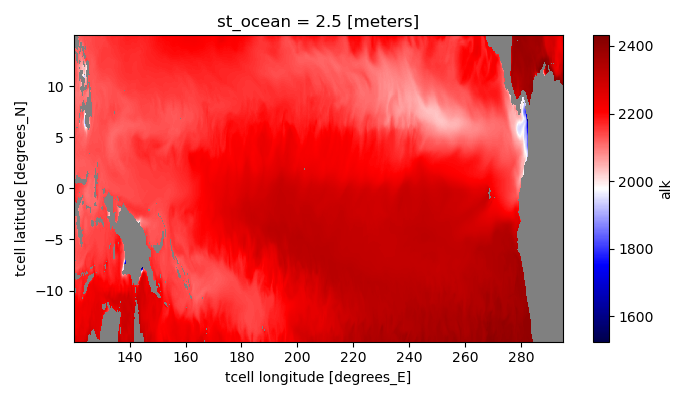 st_ocean = 2.5 [meters]
10
5
0
−5
−10
tcell latitude [degrees_N]
140 160 180 200 220 240 260 280
tcell longitude [degrees_E]
2400
2200
2000
1800
1600
alk